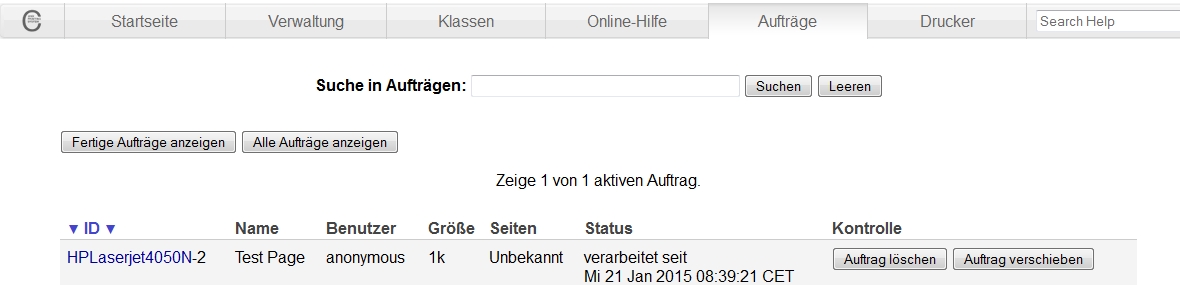 Startseite Verwaltung Klassen Online-Hilfe Aufträge Drucker Search Help
Suche in Aufträgen: Suchen Leeren
Fertige Aufträge anzeigen Alle Aufträge anzeigen
Zeige 1 von 1 aktiven Auftrag.
▼ ID ▼ Name Benutzer Größe Seiten Status Kontrolle
HPLaserjet4050N-2 Test Page anonymous 1k Unbekannt verarbeitet seit Auftrag löschen Auftrag verschieben
Mi 21 Jan 2015 08:39:21 CET